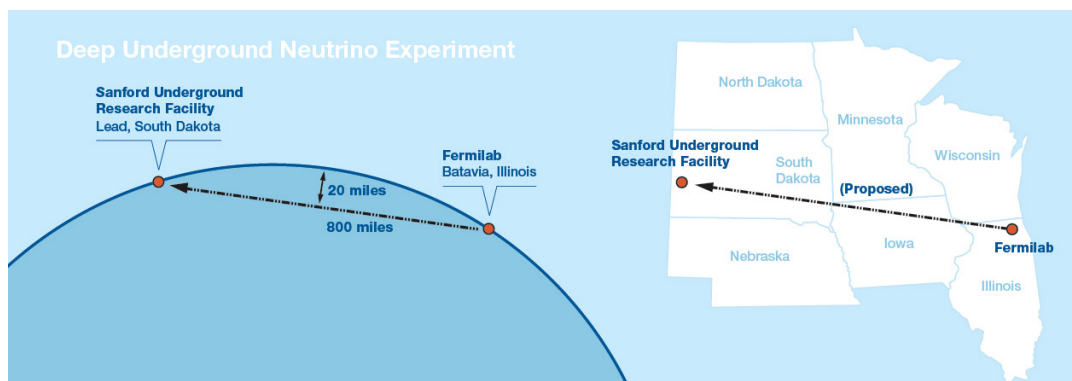 Deep Underground Neutrino Experiment
Sanford Underground
Research Facility
Lead, South Dakota
Fermilab
Batavia, Illinois
20 miles
800 miles
North Dakota
Minnesota
Sanford Underground
Research Facility
South
Dakota
Wisconsin
(Proposed)
Iowa
Fermilab
Nebraska
Illinois